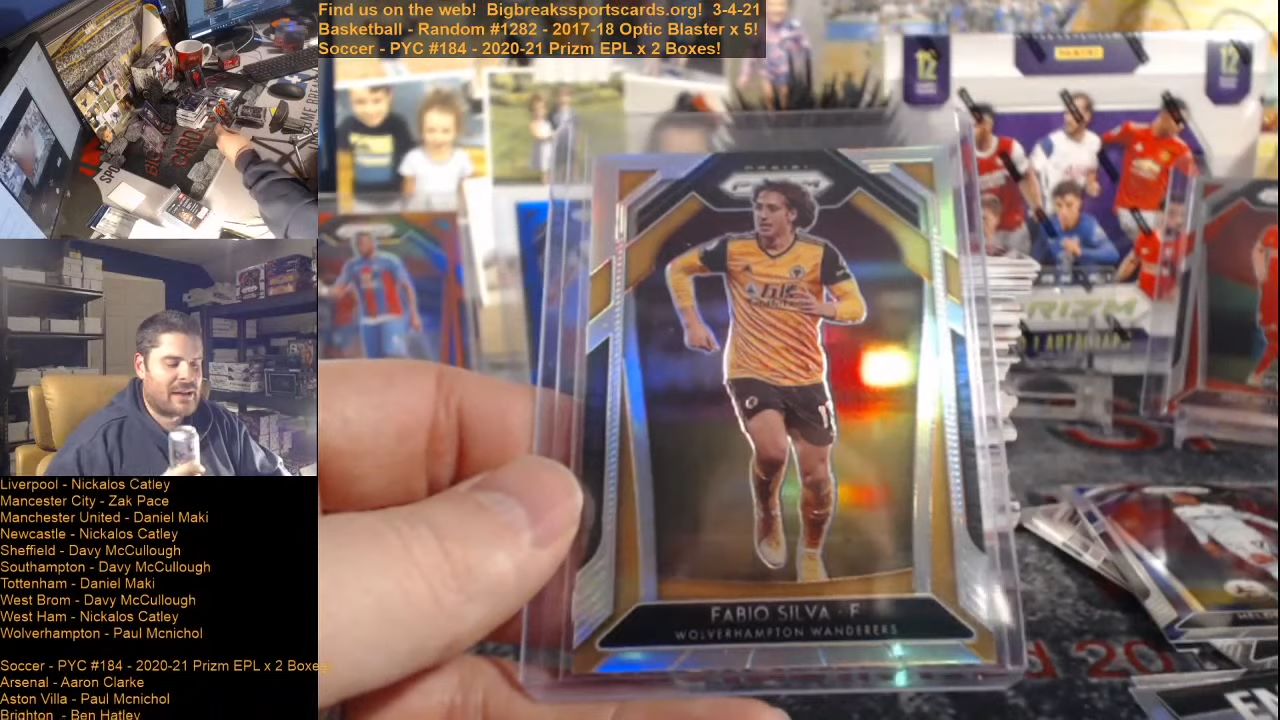 Find us on the web! Bigbreakssportscards.org! 3-4-21
Basketball - Random #1282 - 2017-18 Optic Blaster x 5!
Soccer - PYC #184 - 2020-21 Prizm EPL x 2 Boxes!
12
PANINI
12
PRIZM
FABIO SILVA · F
WOLVERHAMPTON WANDERERS
Liverpool - Nickalos Catley
Mancester City - Zak Pace
Manchester United - Daniel Maki
Newcastle - Nickalos Catley
Sheffield - Davy McCullough
Southampton - Davy McCullough
Tottenham - Daniel Maki
West Brom - Davy McCullough
West Ham - Nickalos Catley
Wolverhampton - Paul Mcnichol
Soccer - PYC #184 - 2020-21 Prizm EPL x 2 Boxes!
Arsenal - Aaron Clarke
Aston Villa - Paul Mcnichol
Brighton - Ben Hatley